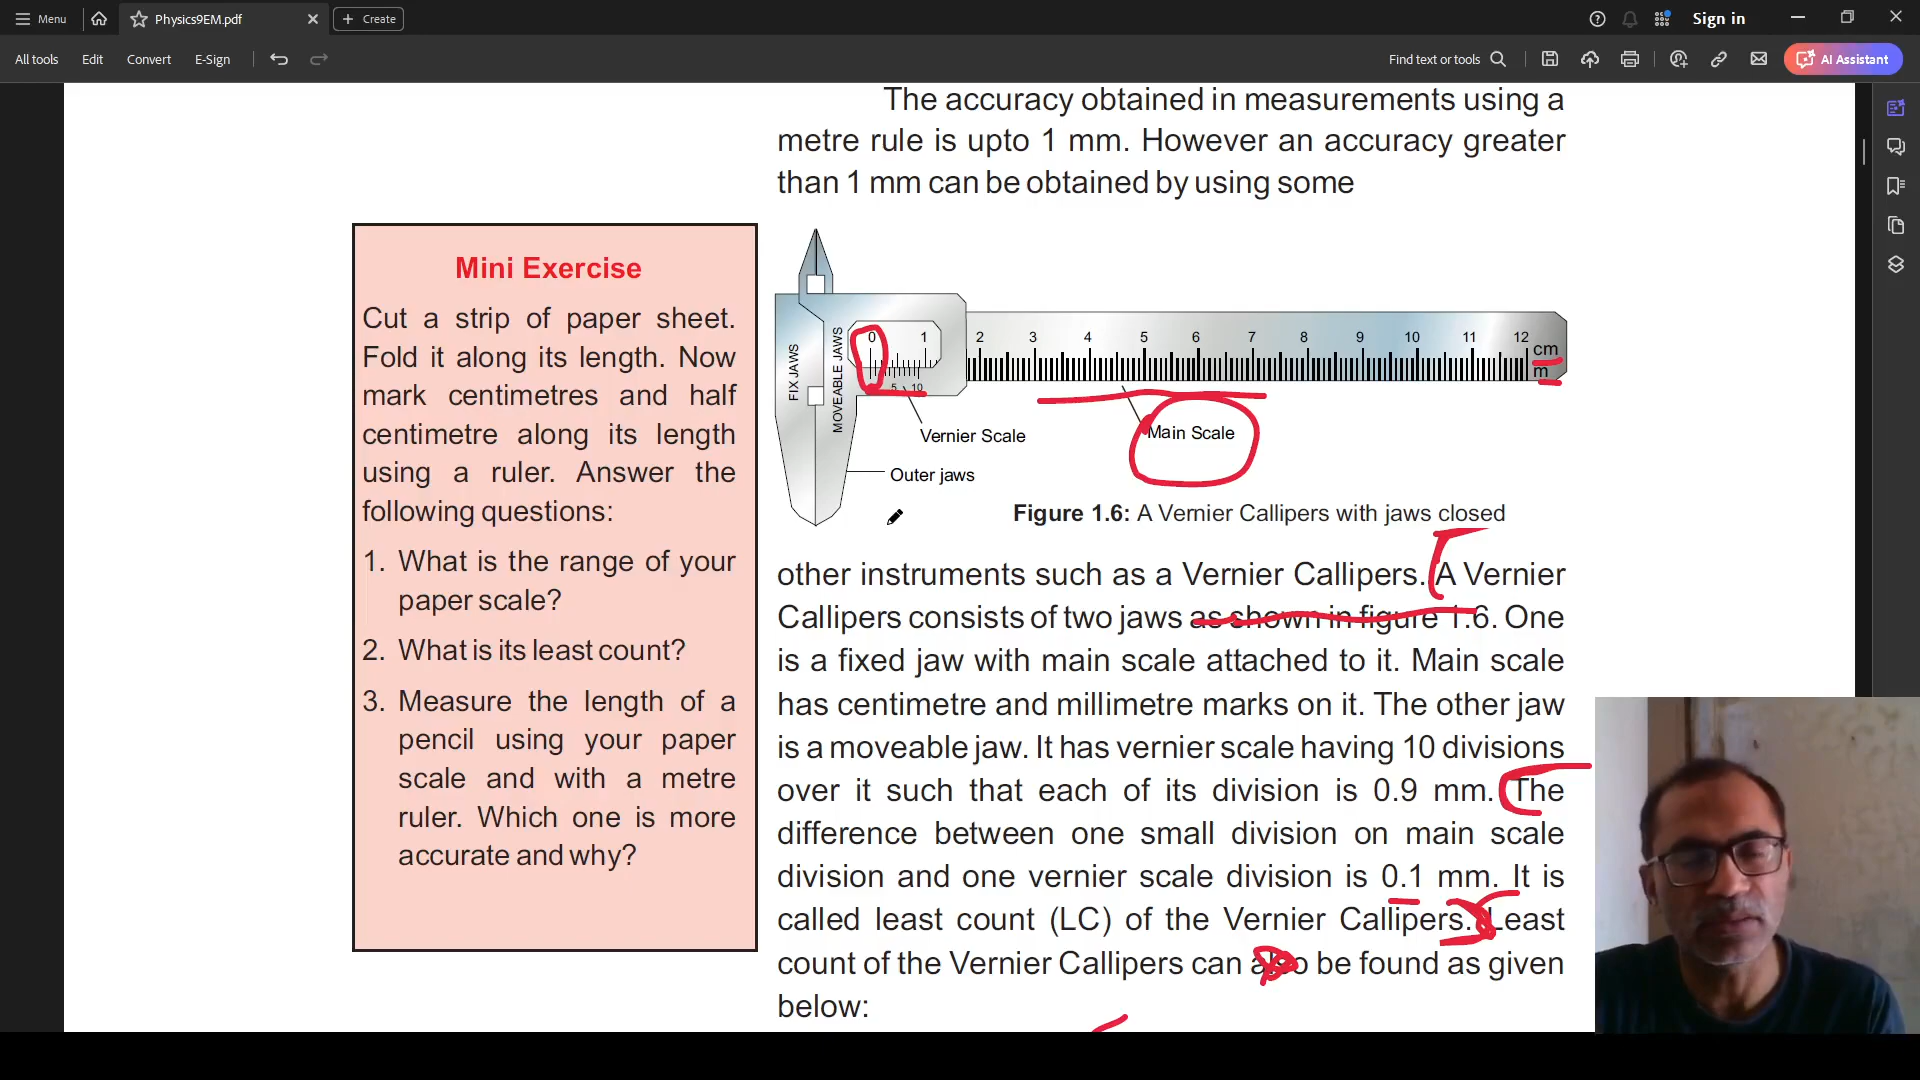 Menu
Physics9EM.pdf
Create
Sign in
All tools
Edit
Convert
E-Sign
Find text or tools
AI Assistant
The accuracy obtained in measurements using a
metre rule is upto 1 mm. However an accuracy greater
than 1 mm can be obtained by using some
Mini Exercise
Cut a strip of paper sheet.
Fold it along its length. Now
mark centimetres and half
centimetre along its length
using a ruler. Answer the
following questions:
1. What is the range of your
paper scale?
2. What is its least count?
3. Measure the length of a
pencil using your paper
scale and with a metre
ruler. Which one is more
accurate and why?
FIX JAWS
MOVEABLE JAWS
0 1 2 3 4 5 6 7 8 9 10 11 12 cm
m
5 10
Vernier Scale
Main Scale
Outer jaws
Figure 1.6: A Vernier Callipers with jaws closed
other instruments such as a Vernier Callipers. A Vernier
Callipers consists of two jaws as shown in figure 1.6. One
is a fixed jaw with main scale attached to it. Main scale
has centimetre and millimetre marks on it. The other jaw
is a moveable jaw. It has vernier scale having 10 divisions
over it such that each of its division is 0.9 mm. The
difference between one small division on main scale
division and one vernier scale division is 0.1 mm. It is
called least count (LC) of the Vernier Callipers. Least
count of the Vernier Callipers can also be found as given
below: